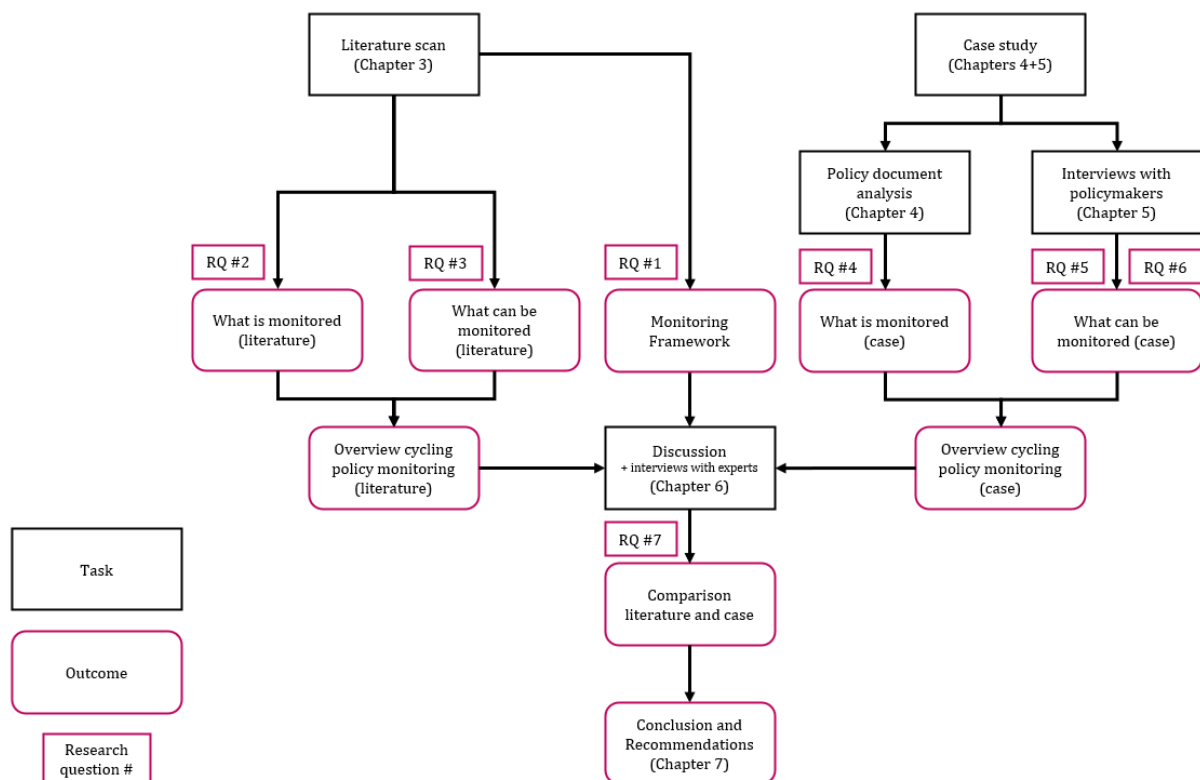 Literature scan
(Chapter 3)
Case study
(Chapters 4+5)
Policy document
analysis
(Chapter 4)
Interviews with
policymakers
(Chapter 5)
RQ #2
RQ #3
RQ #1
RQ #4
RQ #5
RQ #6
What is monitored
(literature)
What can be
monitored
(literature)
Monitoring
Framework
What is monitored
(case)
What can be
monitored (case)
Overview cycling
policy monitoring
(literature)
Discussion
+ interviews with experts
(Chapter 6)
Overview cycling
policy monitoring
(case)
RQ #7
Task
Comparison
literature and case
Outcome
Conclusion and
Recommendations
(Chapter 7)
Research
question #